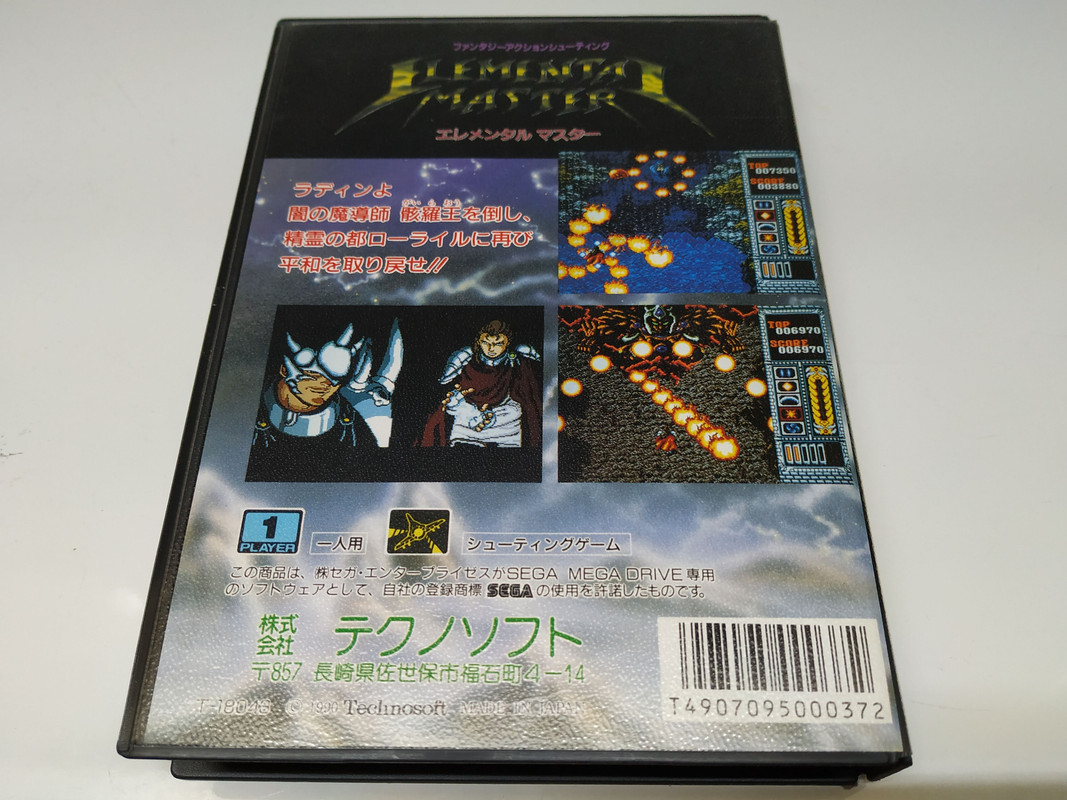 ファンタジーアクションシューティング
ELEMENTAL
MASTER
エレメンタル マスター
ラディンよ
闇の魔導師 骸羅王を倒し、
がい ら おう
精霊の都ローライルに再び
平和を取り戻せ!!
TOP
007350
SCORE
003880
TOP
006970
SCORE
006970
1
PLAYER
一人用
シューティングゲーム
この商品は、㈱セガ・エンタープライゼスがSEGA MEGA DRIVE専用
のソフトウェアとして、自社の登録商標 SEGA の使用を許諾したものです。
株式会社 テクノソフト
〒857 長崎県佐世保市福石町4-14
© 1990 Technosoft MADE IN JAPAN
T4907095000372